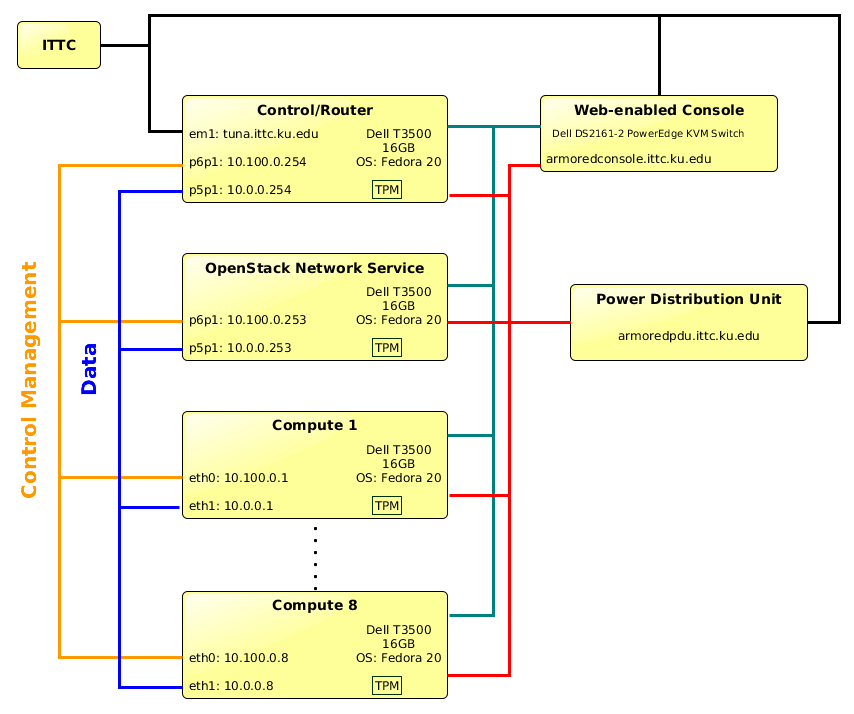 ITTC
Control/Router
em1: tuna.ittc.ku.edu
Dell T3500
16GB
p6p1: 10.100.0.254
OS: Fedora 20
p5p1: 10.0.0.254
TPM
Web-enabled Console
Dell DS2161-2 PowerEdge KVM Switch
armoredconsole.ittc.ku.edu
OpenStack Network Service
Dell T3500
16GB
p6p1: 10.100.0.253
OS: Fedora 20
p5p1: 10.0.0.253
TPM
Power Distribution Unit
armoredpdu.ittc.ku.edu
Control Management
Data
Compute 1
Dell T3500
16GB
eth0: 10.100.0.1
OS: Fedora 20
eth1: 10.0.0.1
TPM
Compute 8
Dell T3500
16GB
eth0: 10.100.0.8
OS: Fedora 20
eth1: 10.0.0.8
TPM